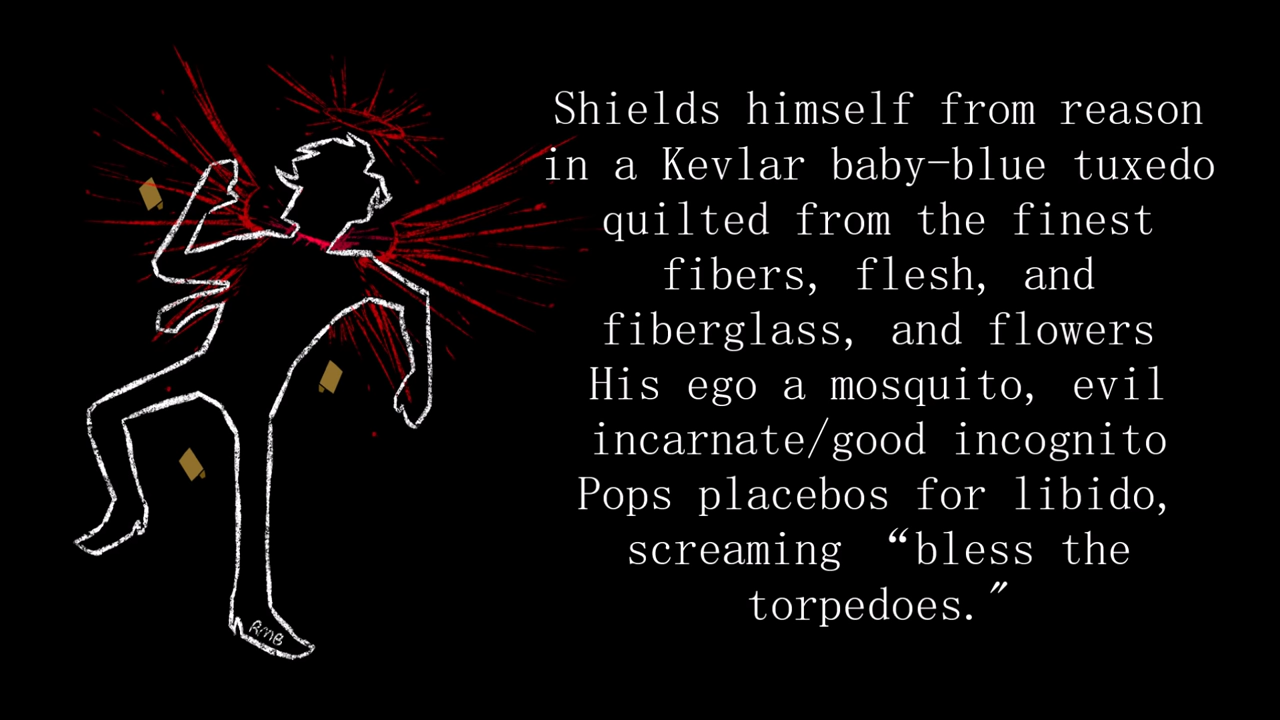 Shields himself from reason
in a Kevlar baby-blue tuxedo
quilted from the finest
fibers, flesh, and
fiberglass, and flowers
His ego a mosquito, evil
incarnate/good incognito
Pops placebos for libido,
screaming “bless the
torpedoes.”
RMB